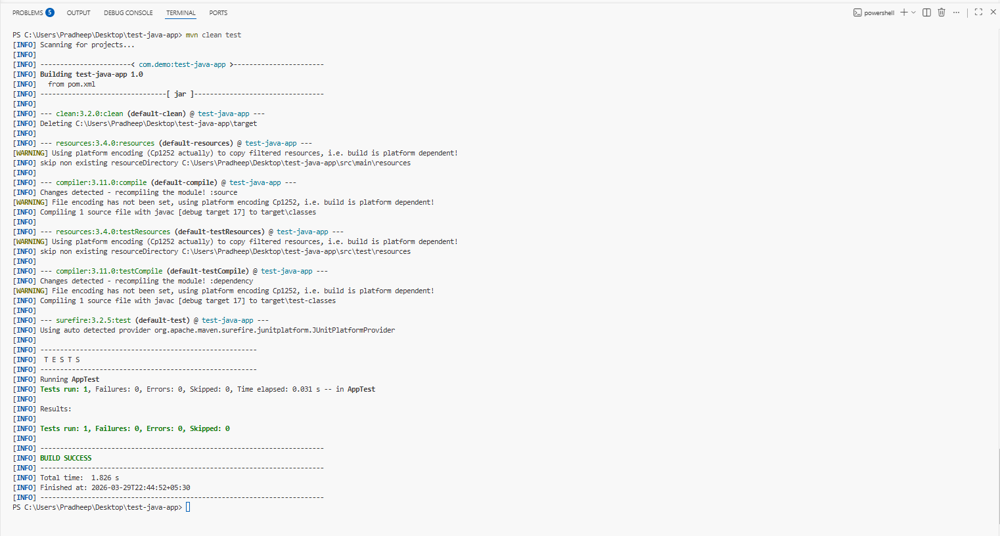 PROBLEMS 5 OUTPUT DEBUG CONSOLE TERMINAL PORTS powershell
PS C:\Users\Pradheep\Desktop\test-java-app> mvn clean test
[INFO] Scanning for projects...
[INFO]
[INFO] -----------------------< com.demo:test-java-app >-----------------------
[INFO] Building test-java-app 1.0
[INFO]   from pom.xml
[INFO] --------------------------------[ jar ]---------------------------------
[INFO]
[INFO] --- clean:3.2.0:clean (default-clean) @ test-java-app ---
[INFO] Deleting C:\Users\Pradheep\Desktop\test-java-app\target
[INFO]
[INFO] --- resources:3.4.0:resources (default-resources) @ test-java-app ---
[WARNING] Using platform encoding (Cp1252 actually) to copy filtered resources, i.e. build is platform dependent!
[INFO] skip non existing resourceDirectory C:\Users\Pradheep\Desktop\test-java-app\src\main\resources
[INFO]
[INFO] --- compiler:3.11.0:compile (default-compile) @ test-java-app ---
[INFO] Changes detected - recompiling the module! :source
[WARNING] File encoding has not been set, using platform encoding Cp1252, i.e. build is platform dependent!
[INFO] Compiling 1 source file with javac [debug target 17] to target\classes
[INFO]
[INFO] --- resources:3.4.0:testResources (default-testResources) @ test-java-app ---
[WARNING] Using platform encoding (Cp1252 actually) to copy filtered resources, i.e. build is platform dependent!
[INFO] skip non existing resourceDirectory C:\Users\Pradheep\Desktop\test-java-app\src\test\resources
[INFO]
[INFO] --- compiler:3.11.0:testCompile (default-testCompile) @ test-java-app ---
[INFO] Changes detected - recompiling the module! :dependency
[WARNING] File encoding has not been set, using platform encoding Cp1252, i.e. build is platform dependent!
[INFO] Compiling 1 source file with javac [debug target 17] to target\test-classes
[INFO]
[INFO] --- surefire:3.2.5:test (default-test) @ test-java-app ---
[INFO] Using auto detected provider org.apache.maven.surefire.junitplatform.JUnitPlatformProvider
[INFO]
[INFO] -------------------------------------------------------
[INFO]  T E S T S
[INFO] -------------------------------------------------------
[INFO] Running AppTest
[INFO] Tests run: 1, Failures: 0, Errors: 0, Skipped: 0, Time elapsed: 0.031 s -- in AppTest
[INFO]
[INFO] Results:
[INFO]
[INFO] Tests run: 1, Failures: 0, Errors: 0, Skipped: 0
[INFO]
[INFO] ------------------------------------------------------------------------
[INFO] BUILD SUCCESS
[INFO] ------------------------------------------------------------------------
[INFO] Total time:  1.826 s
[INFO] Finished at: 2026-03-29T22:44:52+05:30
[INFO] ------------------------------------------------------------------------
PS C:\Users\Pradheep\Desktop\test-java-app>